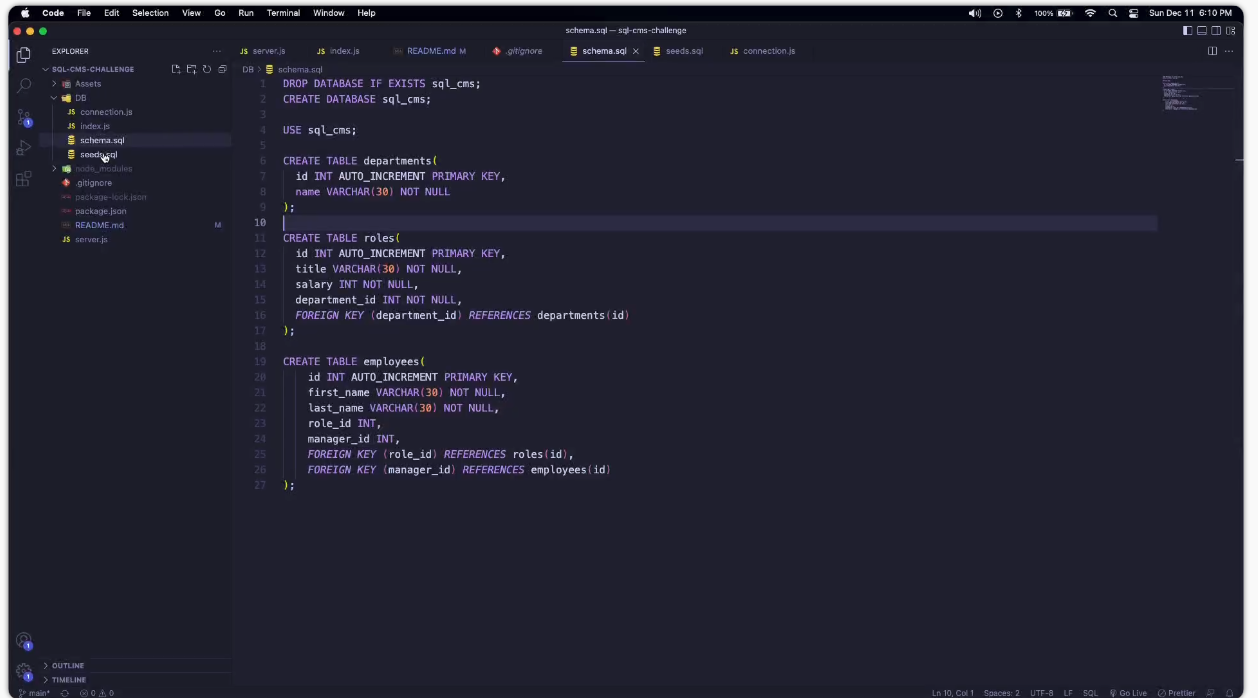 Code File Edit Selection View Go Run Terminal Window Help 100% Sun Dec 11 6:10 PM
schema.sql — sql-cms-challenge
EXPLORER ···
JS server.js JS index.js README.md M .gitignore schema.sql × seeds.sql JS connection.js ···
SQL-CMS-CHALLENGE
DB > schema.sql
Assets
DB
JS connection.js
JS index.js
schema.sql
seeds.sql
node_modules
.gitignore
package-lock.json
package.json
README.md M
JS server.js
1
1 DROP DATABASE IF EXISTS sql_cms;
2 CREATE DATABASE sql_cms;
3
4 USE sql_cms;
5
6 CREATE TABLE departments(
7 id INT AUTO_INCREMENT PRIMARY KEY,
8 name VARCHAR(30) NOT NULL
9 );
10
11 CREATE TABLE roles(
12 id INT AUTO_INCREMENT PRIMARY KEY,
13 title VARCHAR(30) NOT NULL,
14 salary INT NOT NULL,
15 department_id INT NOT NULL,
16 FOREIGN KEY (department_id) REFERENCES departments(id)
17 );
18
19 CREATE TABLE employees(
20 id INT AUTO_INCREMENT PRIMARY KEY,
21 first_name VARCHAR(30) NOT NULL,
22 last_name VARCHAR(30) NOT NULL,
23 role_id INT,
24 manager_id INT,
25 FOREIGN KEY (role_id) REFERENCES roles(id),
26 FOREIGN KEY (manager_id) REFERENCES employees(id)
27 );
1
OUTLINE
1
TIMELINE
main* 0 0 Ln 10, Col 1 Spaces: 2 UTF-8 LF SQL Go Live Prettier